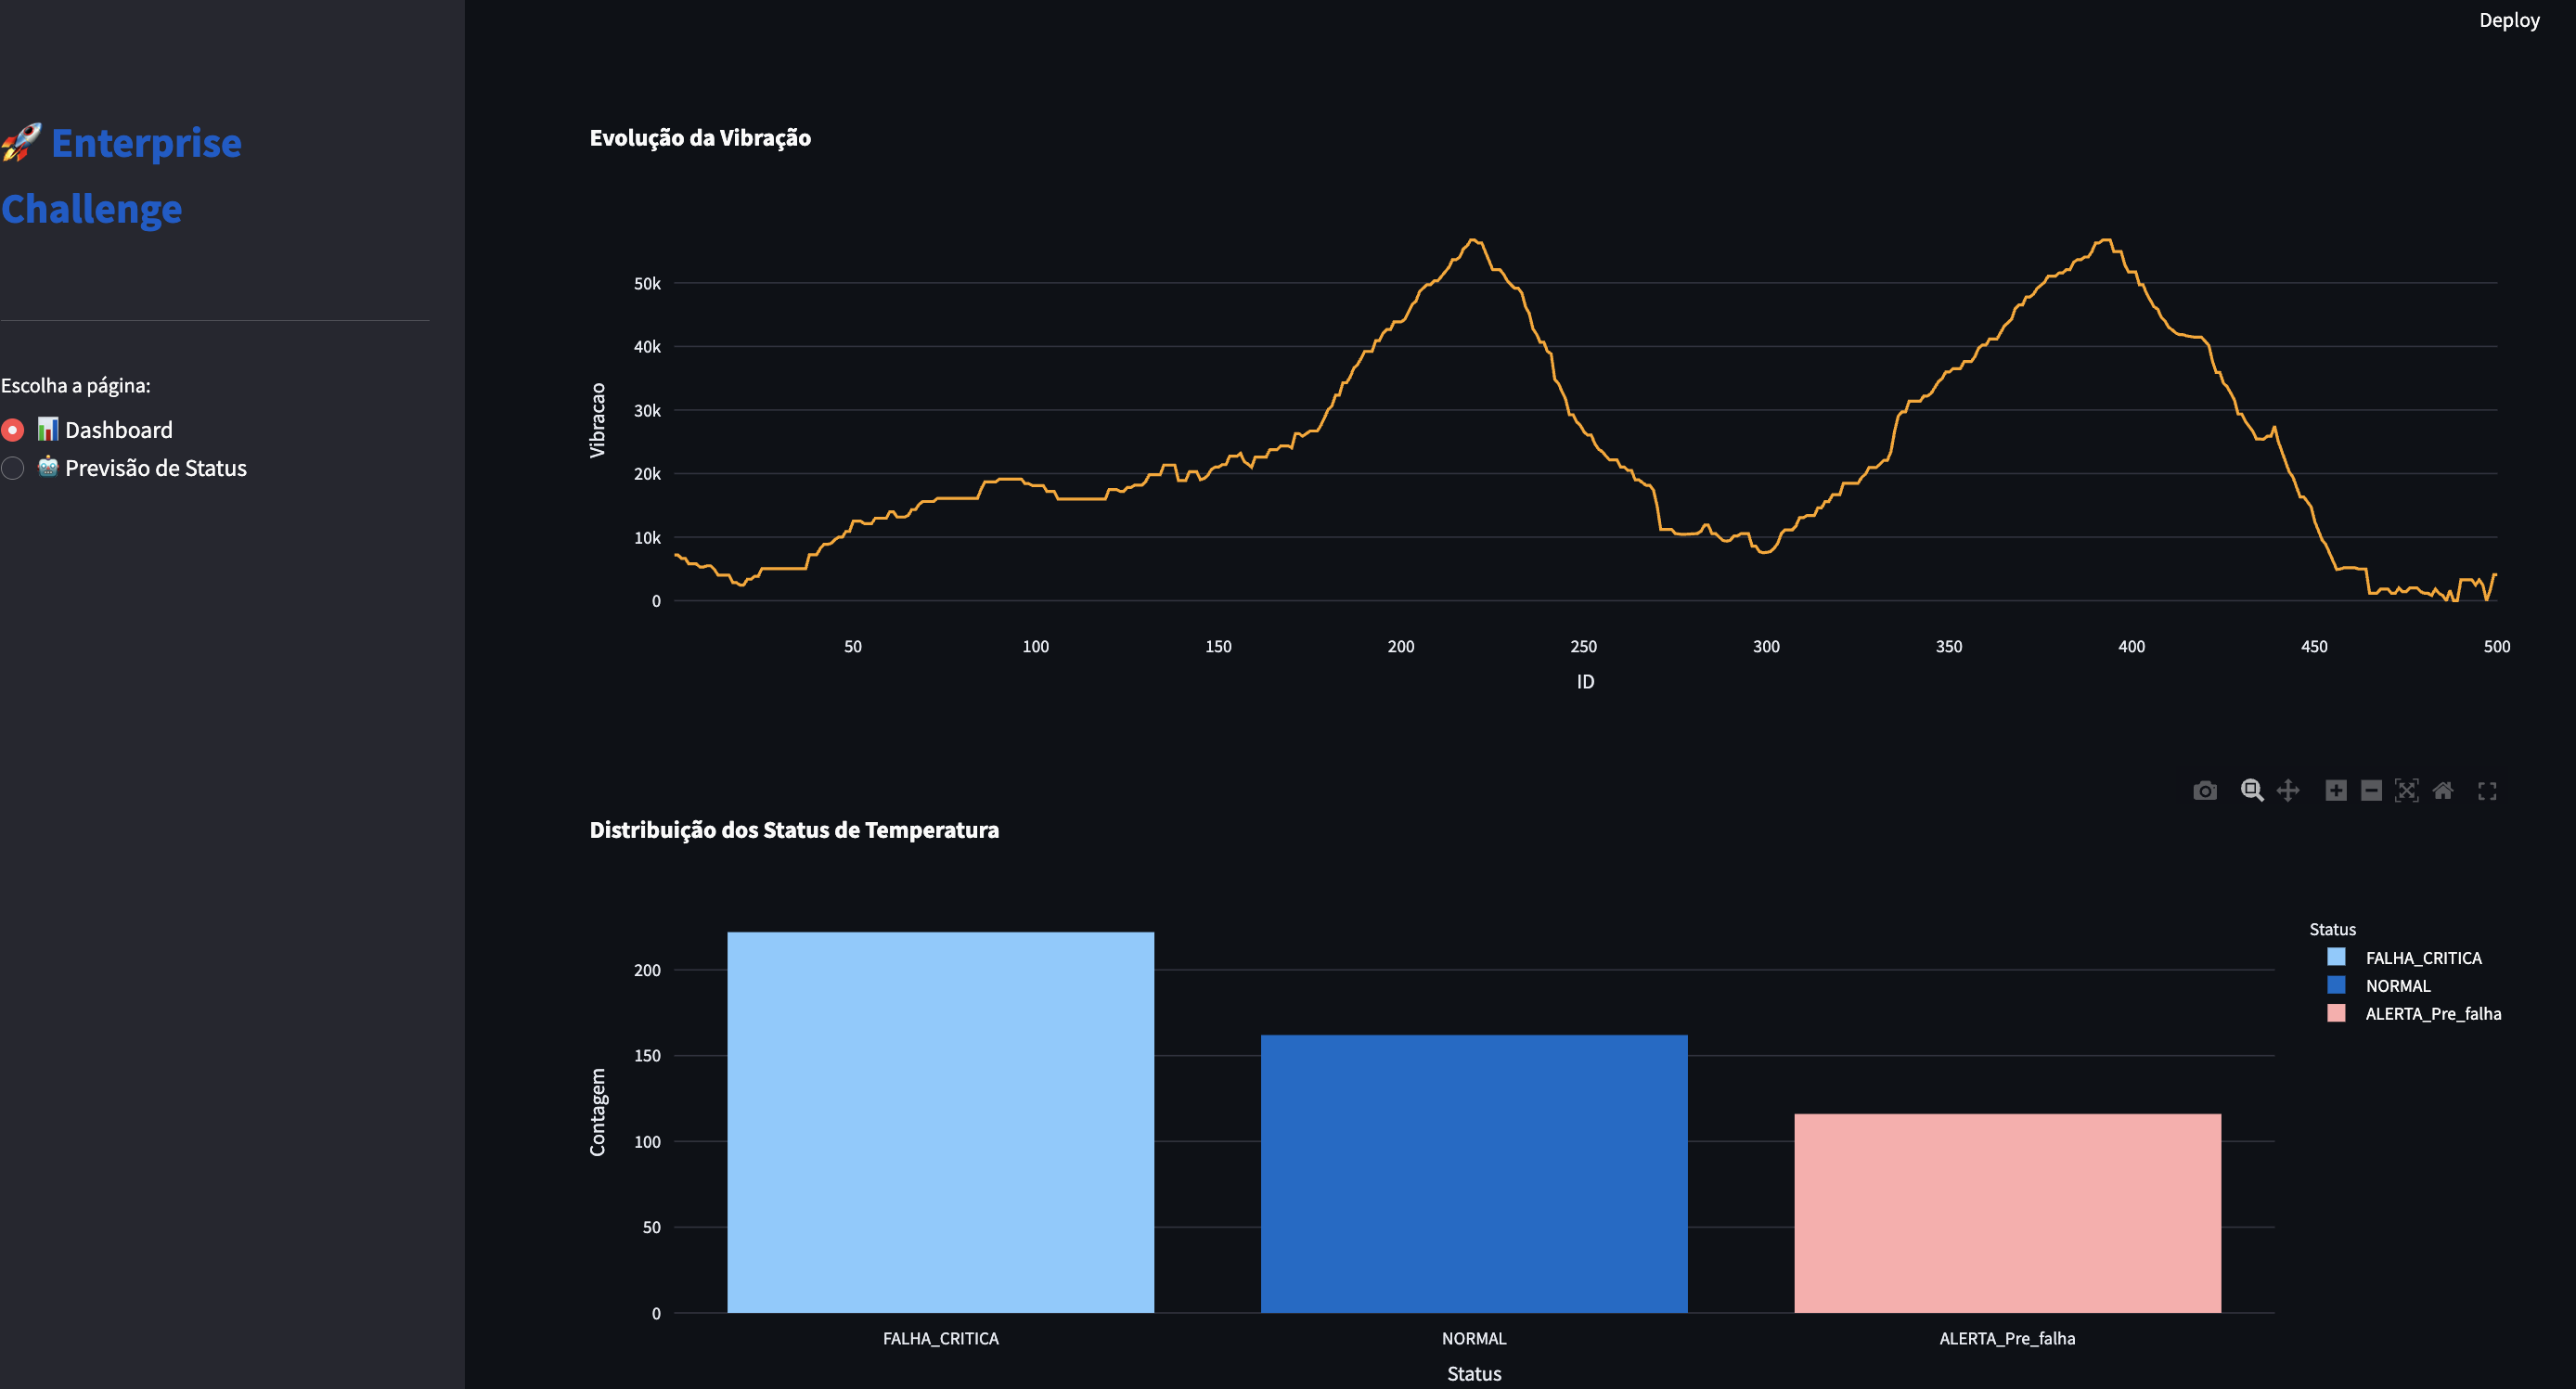 Deploy
🚀 Enterprise
Challenge
Escolha a página:
📊 Dashboard
🤖 Previsão de Status
Evolução da Vibração
Vibracao
50k
40k
30k
20k
10k
0
50 100 150 200 250 300 350 400 450 500
ID
Distribuição dos Status de Temperatura
Contagem
200
150
100
50
0
FALHA_CRITICA NORMAL ALERTA_Pre_falha
Status
Status
FALHA_CRITICA
NORMAL
ALERTA_Pre_falha